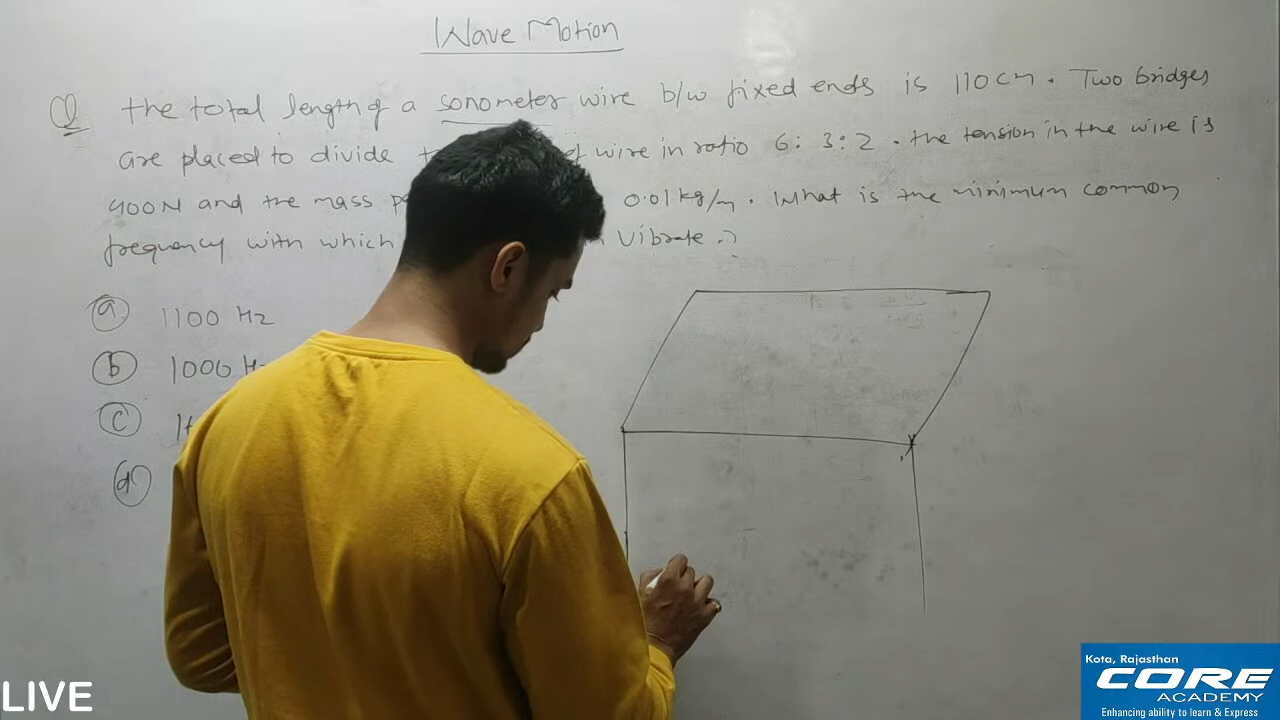 Wave Motion
Q the total length of a sonometer wire b/w fixed ends is 110cm. Two bridges
are placed to divide of wire in ratio 6: 3:2. the tension in the wire is
400N and the mass 0.01 kg/m. What is the minimum common
frequency with which Vibrate.?
(a) 1100 Hz
(b) 1000 H
(c)
(d)
LIVE
Kota, Rajasthan
CORE
ACADEMY
Enhancing ability to learn & Express